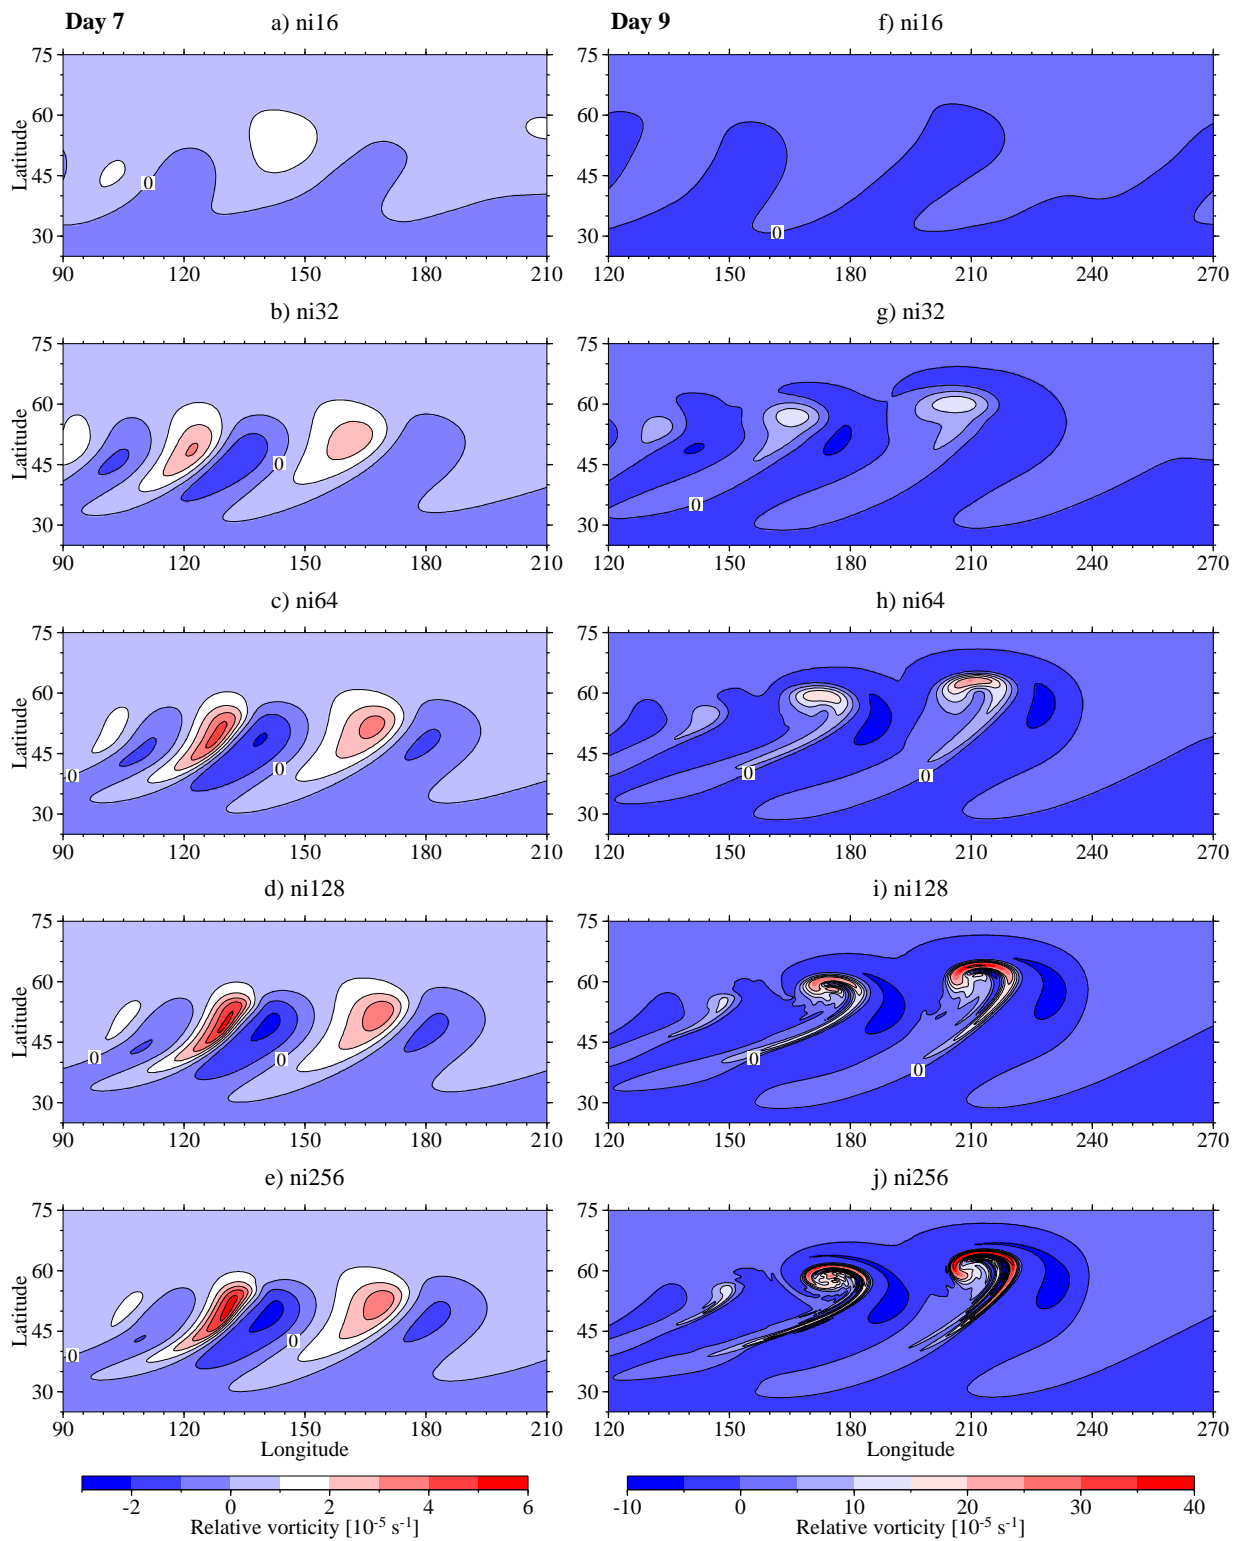 Day 7 a) ni16 Day 9 f) ni16
75 75
60 60
Latitude
45 45
0
30 30
0
90 120 150 180 210 120 150 180 210 240 270
b) ni32 g) ni32
75 75
60 60
Latitude
45 0 45
30 0 30
90 120 150 180 210 120 150 180 210 240 270
c) ni64 h) ni64
75 75
60 60
Latitude
45 45
0 0 0 0
30 30
90 120 150 180 210 120 150 180 210 240 270
d) ni128 i) ni128
75 75
60 60
Latitude
45 45
0 0 0 0
30 30
90 120 150 180 210 120 150 180 210 240 270
e) ni256 j) ni256
75 75
60 60
Latitude
45 45
0 0
30 30
90 120 150 180 210 120 150 180 210 240 270
Longitude Longitude
-2 0 2 4 6 -10 0 10 20 30 40
Relative vorticity [10⁻⁵ s⁻¹] Relative vorticity [10⁻⁵ s⁻¹]